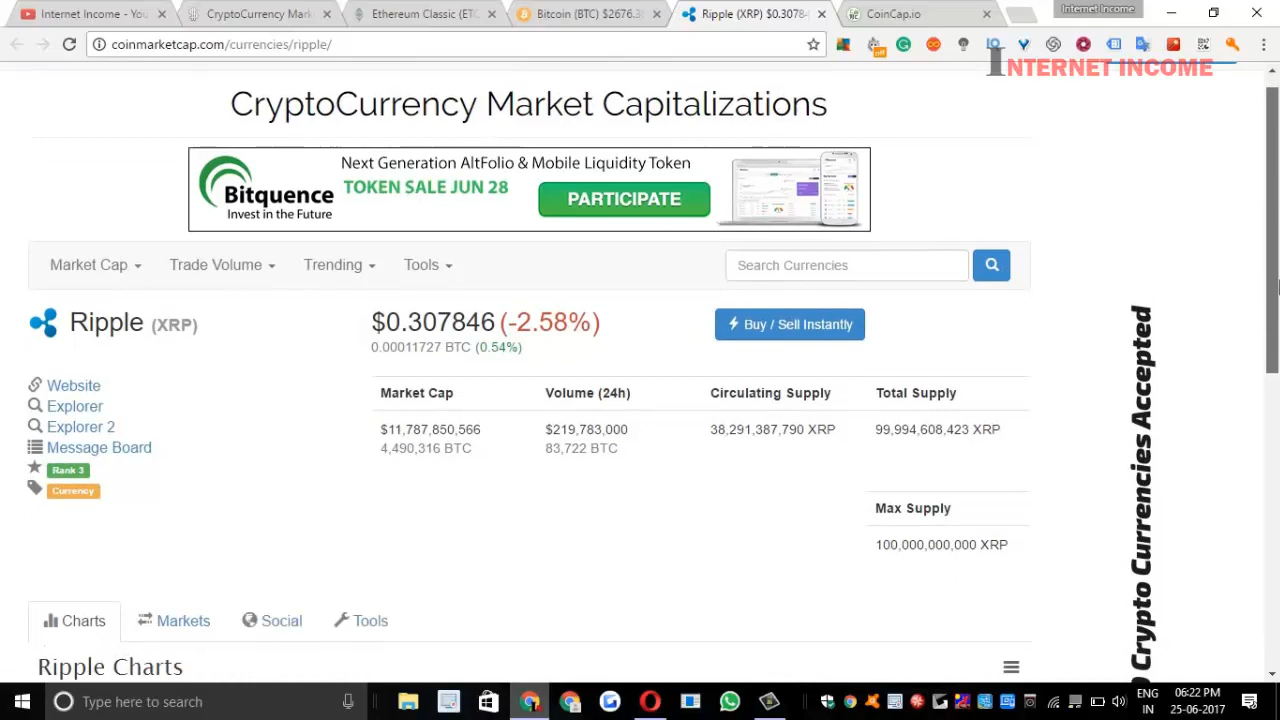 Internet Income - You
CryptoCurrency Market
Ethereum Classic (ETC
Bitcoin (BTC) $2676.3
Ripple (XRP) $0.3078
CoinCap.io
Internet Income
coinmarketcap.com/currencies/ripple/
off
INTERNET INCOME
CryptoCurrency Market Capitalizations
Bitquence
Invest in the Future
Next Generation AltFolio & Mobile Liquidity Token
TOKEN SALE JUN 28
PARTICIPATE
Market Cap
Trade Volume
Trending
Tools
Search Currencies
Ripple (XRP)
$0.307846 (-2.58%)
0.00011727 BTC (0.54%)
Buy / Sell Instantly
Website
Explorer
Explorer 2
Message Board
Rank 3
Currency
Market Cap
Volume (24h)
Circulating Supply
Total Supply
$11,787,850,566
$219,783,000
38,291,387,790 XRP
99,994,608,423 XRP
4,490,316 BTC
83,722 BTC
Max Supply
100,000,000,000 XRP
Crypto Currencies Accepted
Charts
Markets
Social
Tools
Ripple Charts
Type here to search
ENG
IN
06:22 PM
25-06-2017